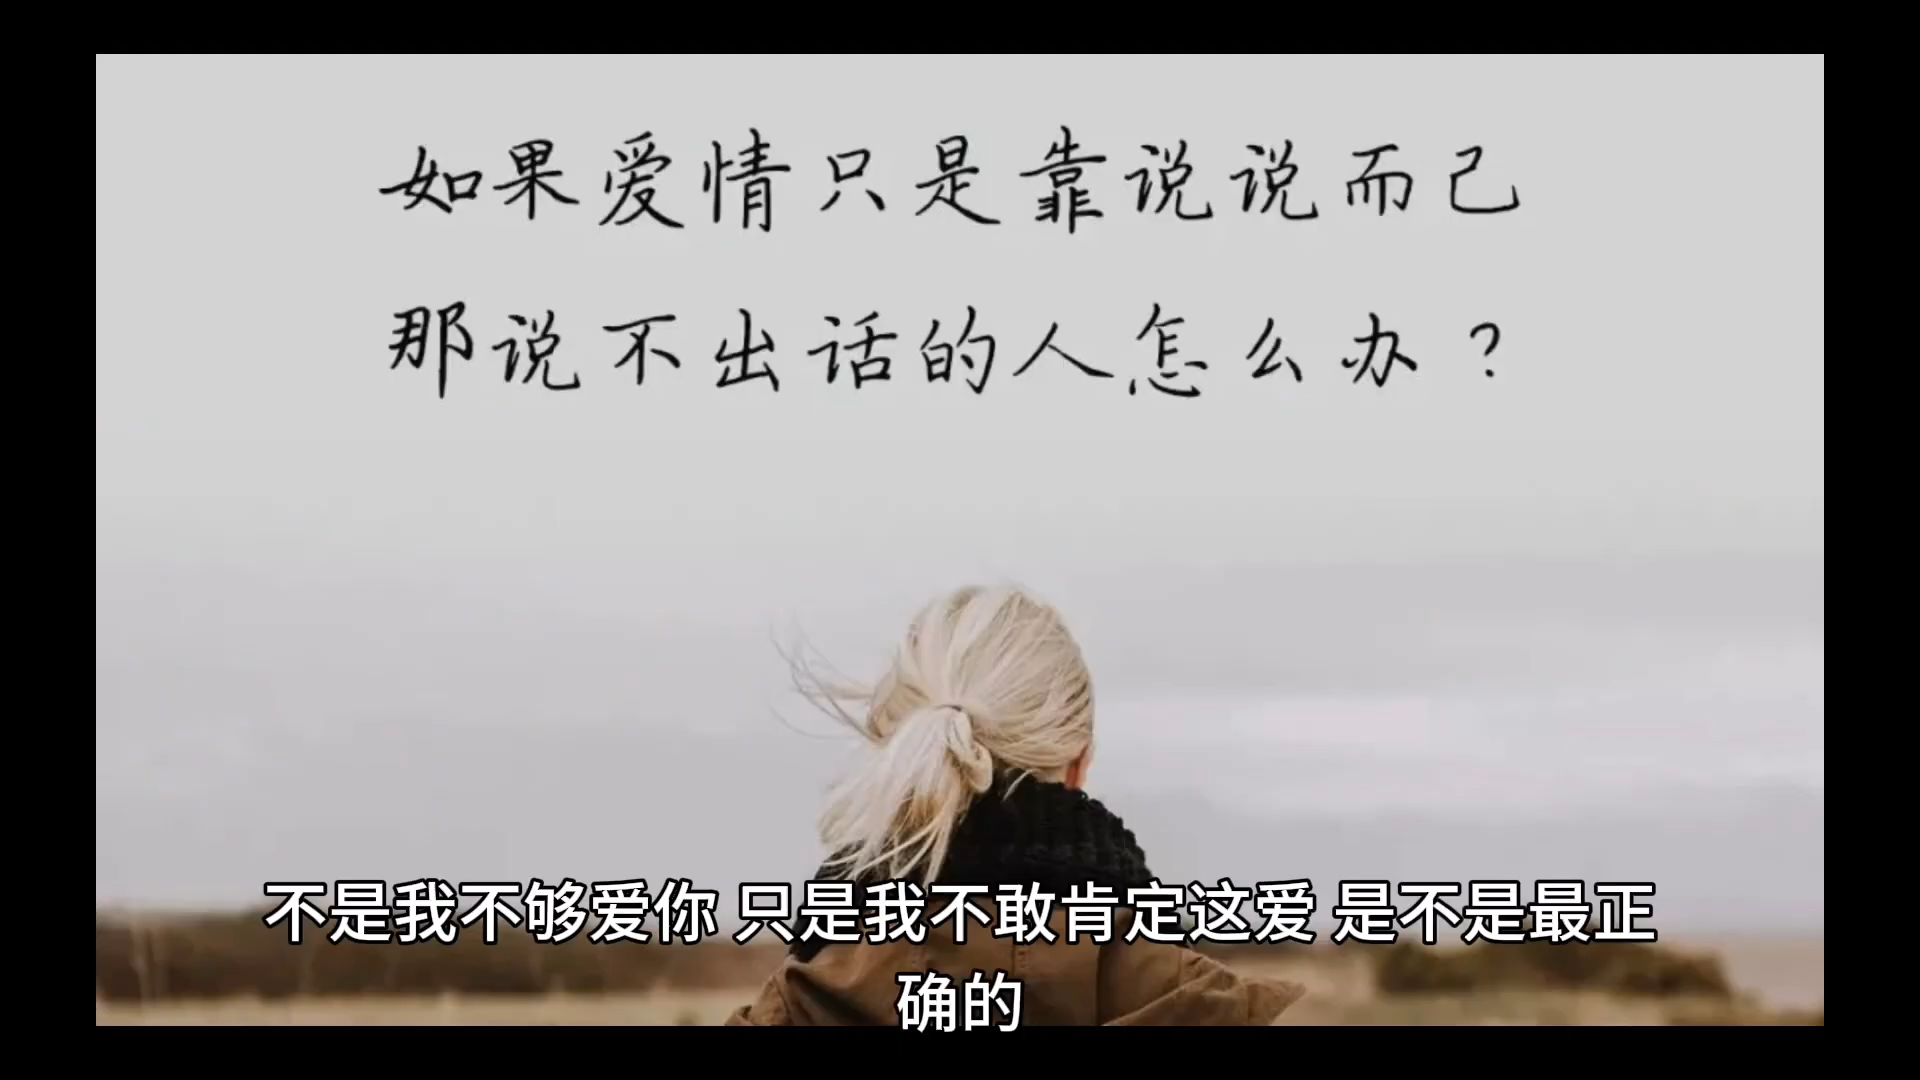 如果爱情只是靠说说而己
那说不出话的人怎么办？
不是我不够爱你 只是我不敢肯定这爱 是不是最正
确的